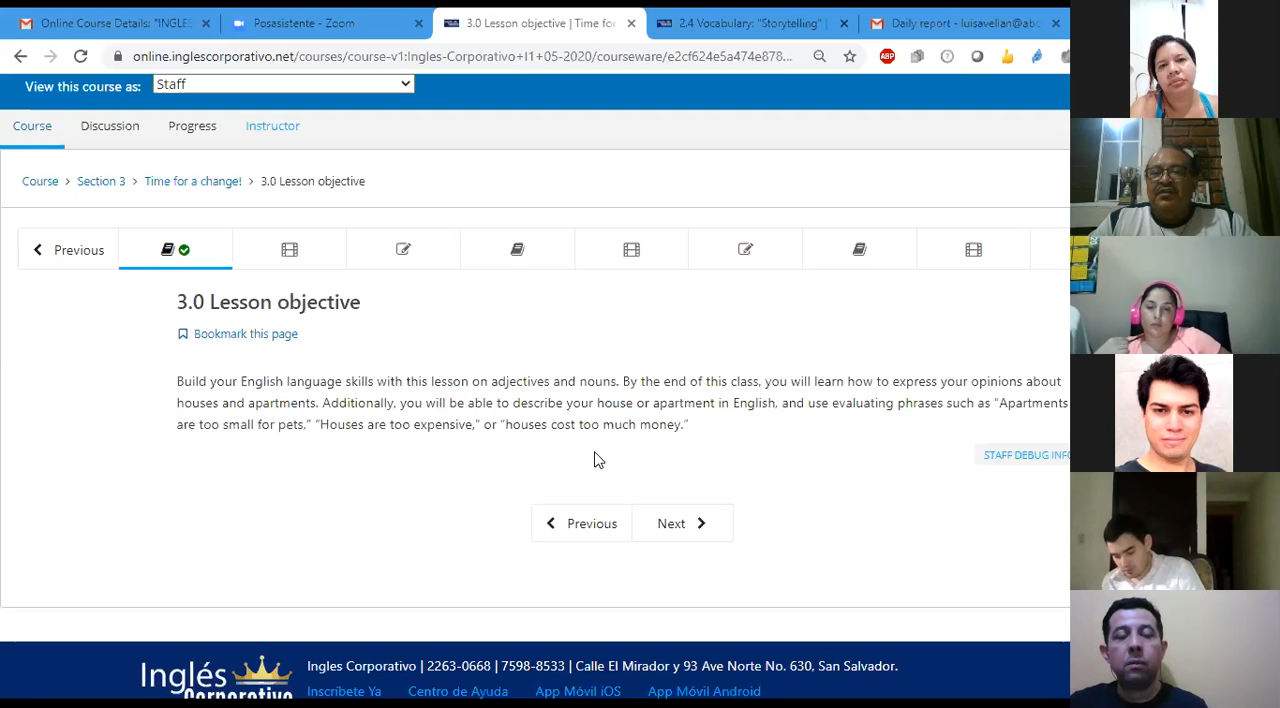 Online Course Details: "INGLES
Posasistente - Zoom
3.0 Lesson objective | Time for
2.4 Vocabulary: "Storytelling" |
Daily report - luisavelian@abc
online.inglescorporativo.net/courses/course-v1:Ingles-Corporativo+I1+05-2020/courseware/e2cf624e5a474e878...
ABP
View this course as: Staff
Course Discussion Progress Instructor
Course > Section 3 > Time for a change! > 3.0 Lesson objective
Previous
3.0 Lesson objective
Bookmark this page
Build your English language skills with this lesson on adjectives and nouns. By the end of this class, you will learn how to express your opinions about
houses and apartments. Additionally, you will be able to describe your house or apartment in English, and use evaluating phrases such as “Apartments
are too small for pets,” “Houses are too expensive,” or “houses cost too much money.”
STAFF DEBUG INFO
Previous Next
Inglés
Corporativo
Ingles Corporativo | 2263-0668 | 7598-8533 | Calle El Mirador y 93 Ave Norte No. 630, San Salvador.
Inscríbete Ya Centro de Ayuda App Móvil iOS App Móvil Android